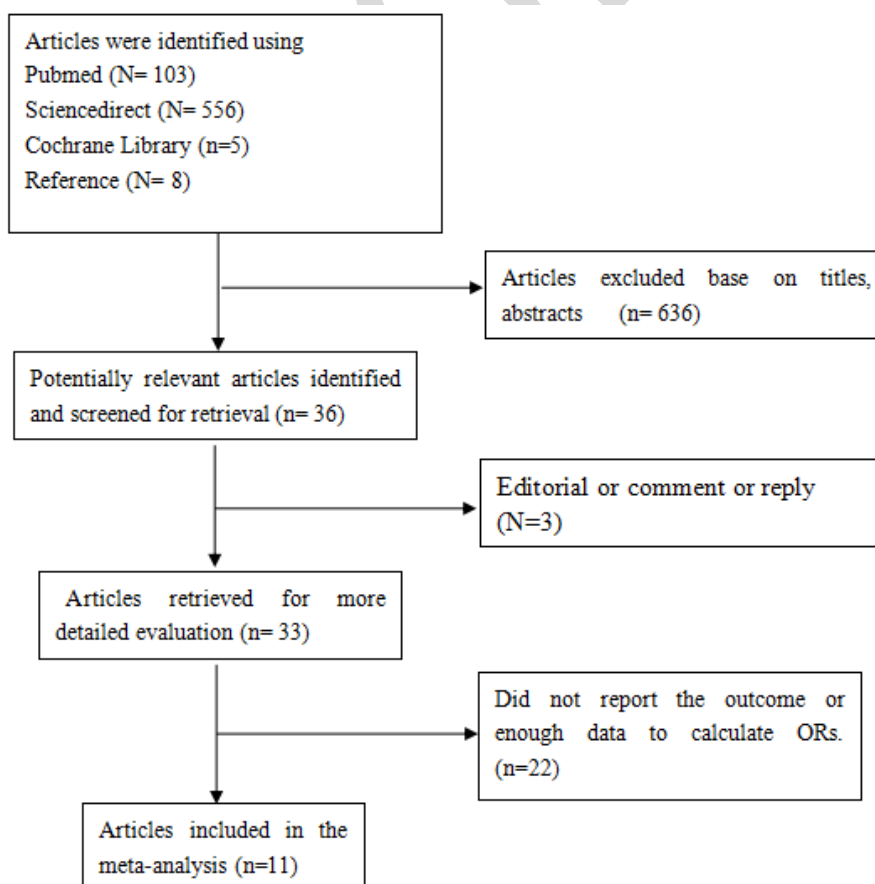 Articles were identified using
Pubmed (N= 103)
Sciencedirect (N= 556)
Cochrane Library (n=5)
Reference (N= 8)
Articles excluded base on titles,
abstracts (n= 636)
Potentially relevant articles identified
and screened for retrieval (n= 36)
Editorial or comment or reply
(N=3)
Articles retrieved for more
detailed evaluation (n= 33)
Did not report the outcome or
enough data to calculate ORs.
(n=22)
Articles included in the
meta-analysis (n=11)